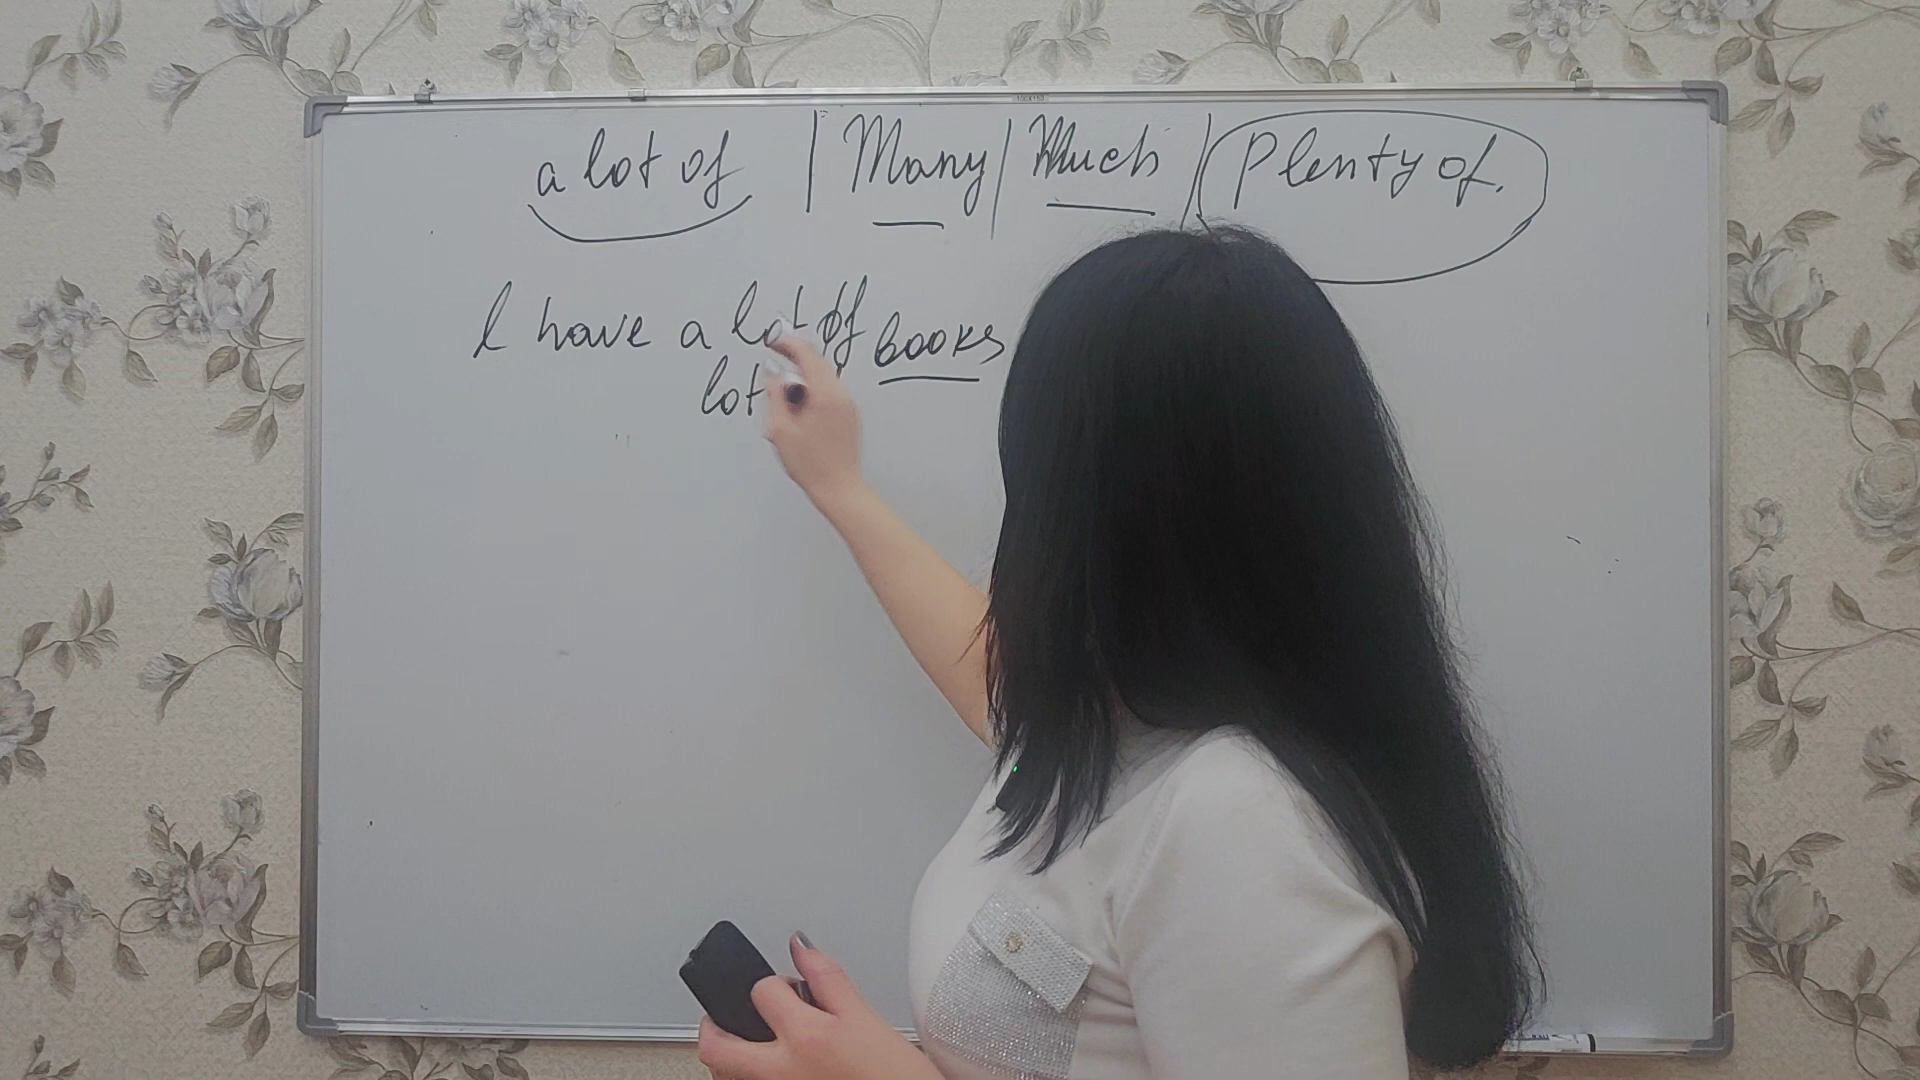 a lot of | Many | Much | Plenty of.
I have a lot of books
lot